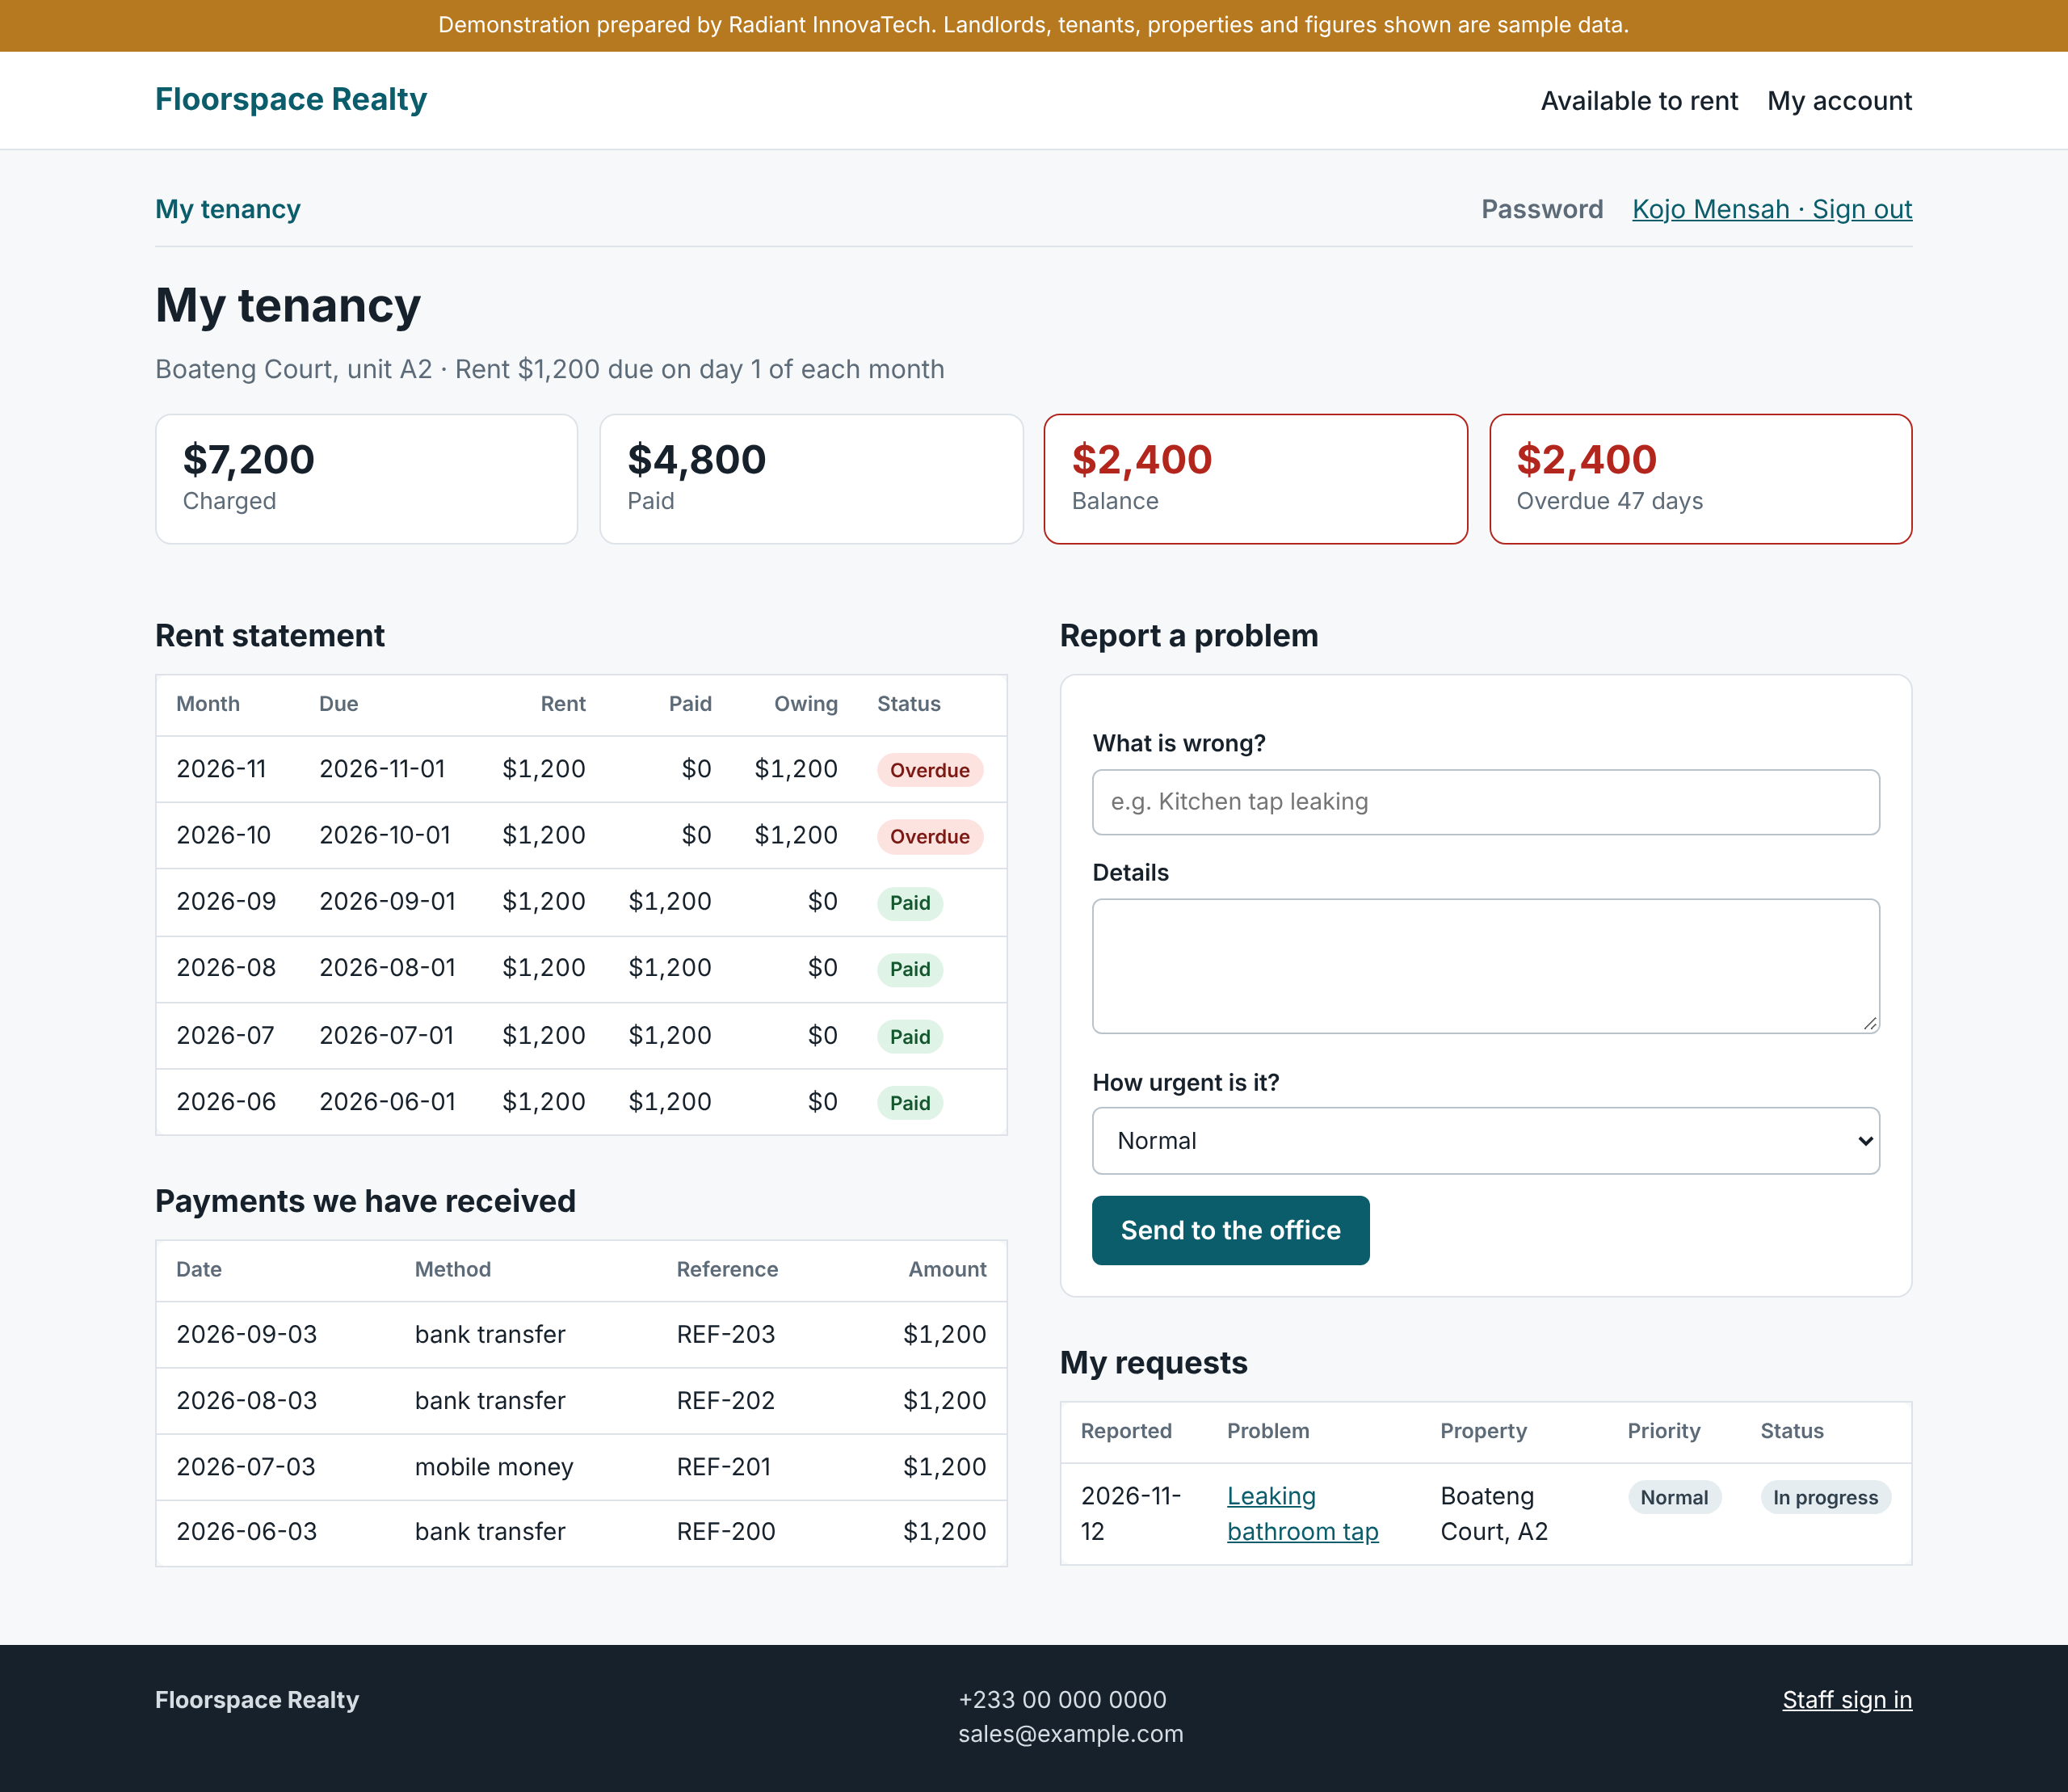 Demonstration prepared by Radiant InnovaTech. Landlords, tenants, properties and figures shown are sample data.
Floorspace Realty
Available to rent My account
My tenancy
Password Kojo Mensah · Sign out
My tenancy
Boateng Court, unit A2 · Rent $1,200 due on day 1 of each month
$7,200
Charged
$4,800
Paid
$2,400
Balance
$2,400
Overdue 47 days
Rent statement
Month Due Rent Paid Owing Status
2026-11 2026-11-01 $1,200 $0 $1,200 Overdue
2026-10 2026-10-01 $1,200 $0 $1,200 Overdue
2026-09 2026-09-01 $1,200 $1,200 $0 Paid
2026-08 2026-08-01 $1,200 $1,200 $0 Paid
2026-07 2026-07-01 $1,200 $1,200 $0 Paid
2026-06 2026-06-01 $1,200 $1,200 $0 Paid
Payments we have received
Date Method Reference Amount
2026-09-03 bank transfer REF-203 $1,200
2026-08-03 bank transfer REF-202 $1,200
2026-07-03 mobile money REF-201 $1,200
2026-06-03 bank transfer REF-200 $1,200
Report a problem
What is wrong?
e.g. Kitchen tap leaking
Details
How urgent is it?
Normal
Send to the office
My requests
Reported Problem Property Priority Status
2026-11- Leaking Boateng Normal In progress
12 bathroom tap Court, A2
Floorspace Realty
+233 00 000 0000
sales@example.com
Staff sign in